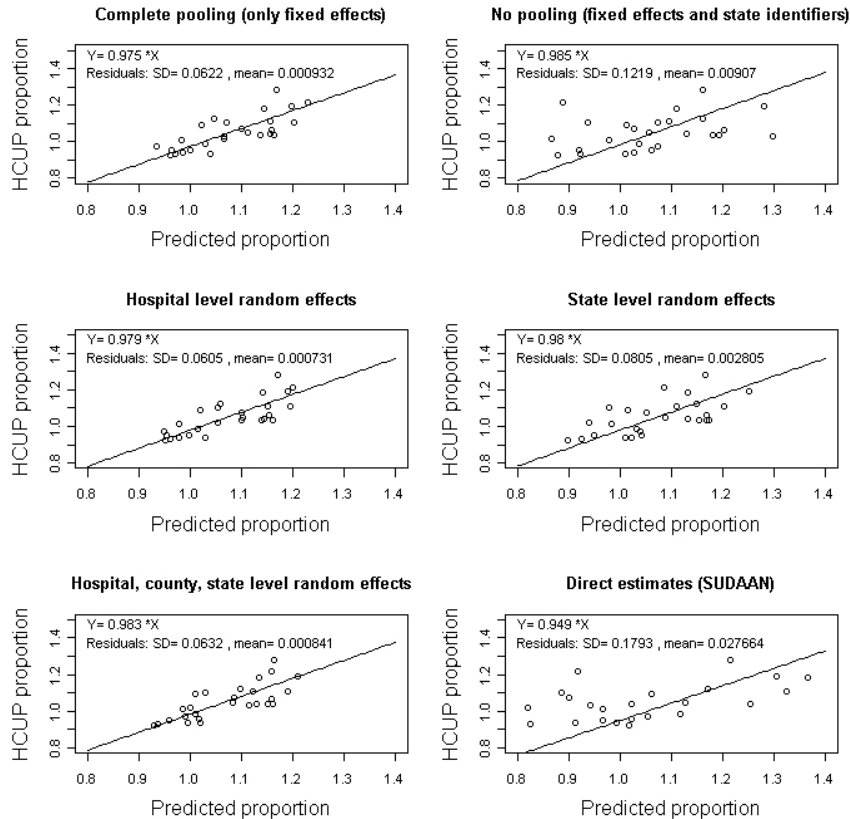 Complete pooling (only fixed effects)
Y= 0.975 *X
Residuals: SD= 0.0622 , mean= 0.000932
HCUP proportion
0.8 1.0 1.2 1.4
0.8 0.9 1.0 1.1 1.2 1.3 1.4
Predicted proportion
No pooling (fixed effects and state identifiers)
Y= 0.985 *X
Residuals: SD= 0.1219 , mean= 0.00907
HCUP proportion
0.8 1.0 1.2 1.4
0.8 0.9 1.0 1.1 1.2 1.3 1.4
Predicted proportion
Hospital level random effects
Y= 0.979 *X
Residuals: SD= 0.0605 , mean= 0.000731
HCUP proportion
0.8 1.0 1.2 1.4
0.8 0.9 1.0 1.1 1.2 1.3 1.4
Predicted proportion
State level random effects
Y= 0.98 *X
Residuals: SD= 0.0805 , mean= 0.002805
HCUP proportion
0.8 1.0 1.2 1.4
0.8 0.9 1.0 1.1 1.2 1.3 1.4
Predicted proportion
Hospital, county, state level random effects
Y= 0.983 *X
Residuals: SD= 0.0632 , mean= 0.000841
HCUP proportion
0.8 1.0 1.2 1.4
0.8 0.9 1.0 1.1 1.2 1.3 1.4
Predicted proportion
Direct estimates (SUDAAN)
Y= 0.949 *X
Residuals: SD= 0.1793 , mean= 0.027664
HCUP proportion
0.8 1.0 1.2 1.4
0.8 0.9 1.0 1.1 1.2 1.3 1.4
Predicted proportion